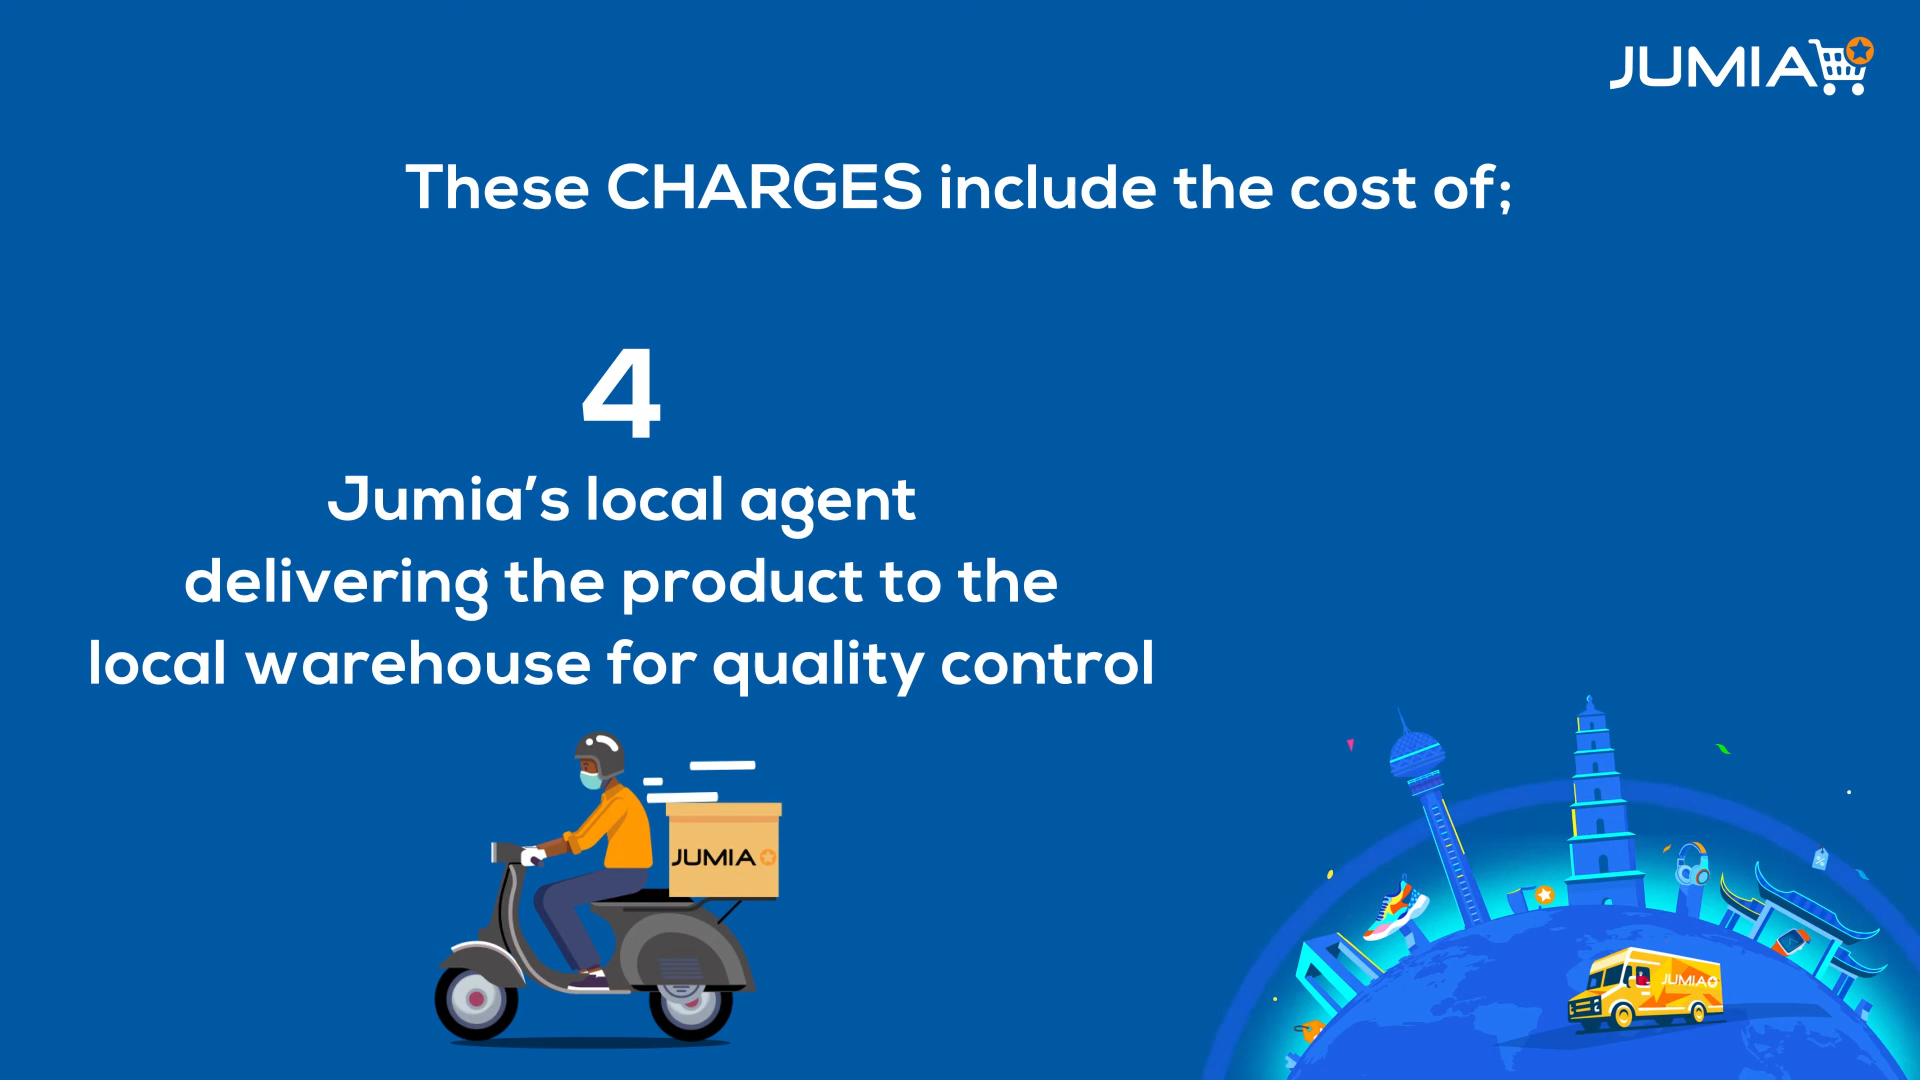 JUMIA
These CHARGES include the cost of;
4
Jumia’s local agent
delivering the product to the
local warehouse for quality control
JUMIA
JUMIA